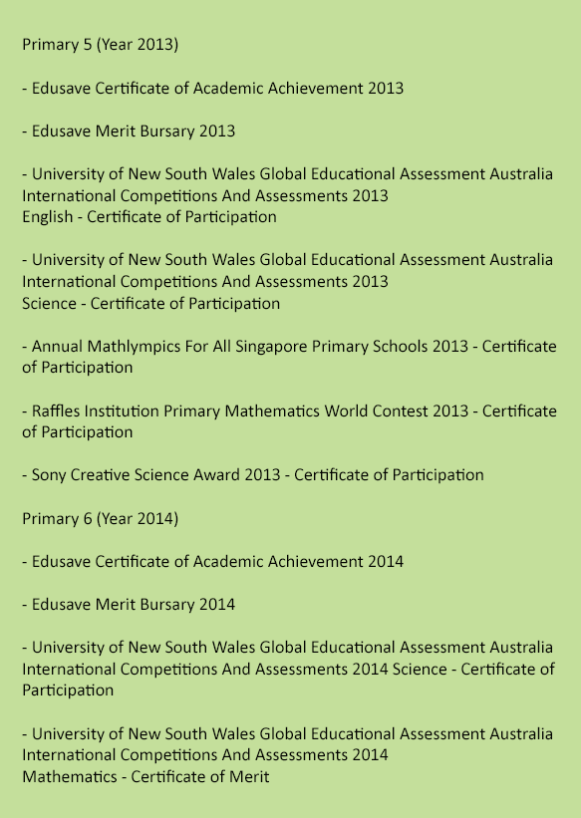 Primary 5 (Year 2013)
- Edusave Certificate of Academic Achievement 2013
- Edusave Merit Bursary 2013
- University of New South Wales Global Educational Assessment Australia
International Competitions And Assessments 2013
English - Certificate of Participation
- University of New South Wales Global Educational Assessment Australia
International Competitions And Assessments 2013
Science - Certificate of Participation
- Annual Mathlympics For All Singapore Primary Schools 2013 - Certificate
of Participation
- Raffles Institution Primary Mathematics World Contest 2013 - Certificate
of Participation
- Sony Creative Science Award 2013 - Certificate of Participation
Primary 6 (Year 2014)
- Edusave Certificate of Academic Achievement 2014
- Edusave Merit Bursary 2014
- University of New South Wales Global Educational Assessment Australia
International Competitions And Assessments 2014 Science - Certificate of
Participation
- University of New South Wales Global Educational Assessment Australia
International Competitions And Assessments 2014
Mathematics - Certificate of Merit